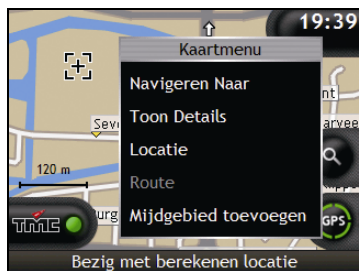 19:39
Kaartmenu
Navigeren Naar
Toon Details
Locatie
Route
Mijdgebied toevoegen
120 m
TMC
GPS
Bezig met berekenen locatie